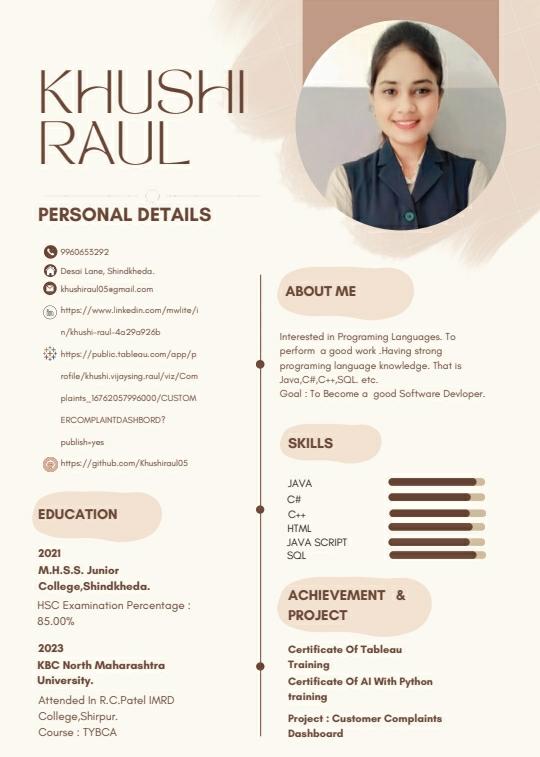 KHUSHI
RAUL
PERSONAL DETAILS
9960653292
Desai Lane, Shindkheda.
khushiraul05@gmail.com
https://www.linkedin.com/mwlite/i
n/khushi-raul-4a29a926b
https://public.tableau.com/app/p
rofile/khushi.vijaysing.raul/viz/Com
plaints_16762057996000/CUSTOM
ERCOMPLAINTDASHBORD?
publish=yes
https://github.com/Khushiraul05
EDUCATION
2021
M.H.S.S. Junior
College,Shindkheda.
HSC Examination Percentage :
85.00%
2023
KBC North Maharashtra
University.
Attended In R.C.Patel IMRD
College,Shirpur.
Course : TYBCA
ABOUT ME
Interested in Programing Languages. To
perform a good work .Having strong
programing language knowledge. That is
Java,C#,C++,SQL. etc.
Goal : To Become a good Software Devloper.
SKILLS
JAVA
C#
C++
HTML
JAVA SCRIPT
SQL
ACHIEVEMENT &
PROJECT
Certificate Of Tableau
Training
Certificate Of AI With Python
training
Project : Customer Complaints
Dashboard